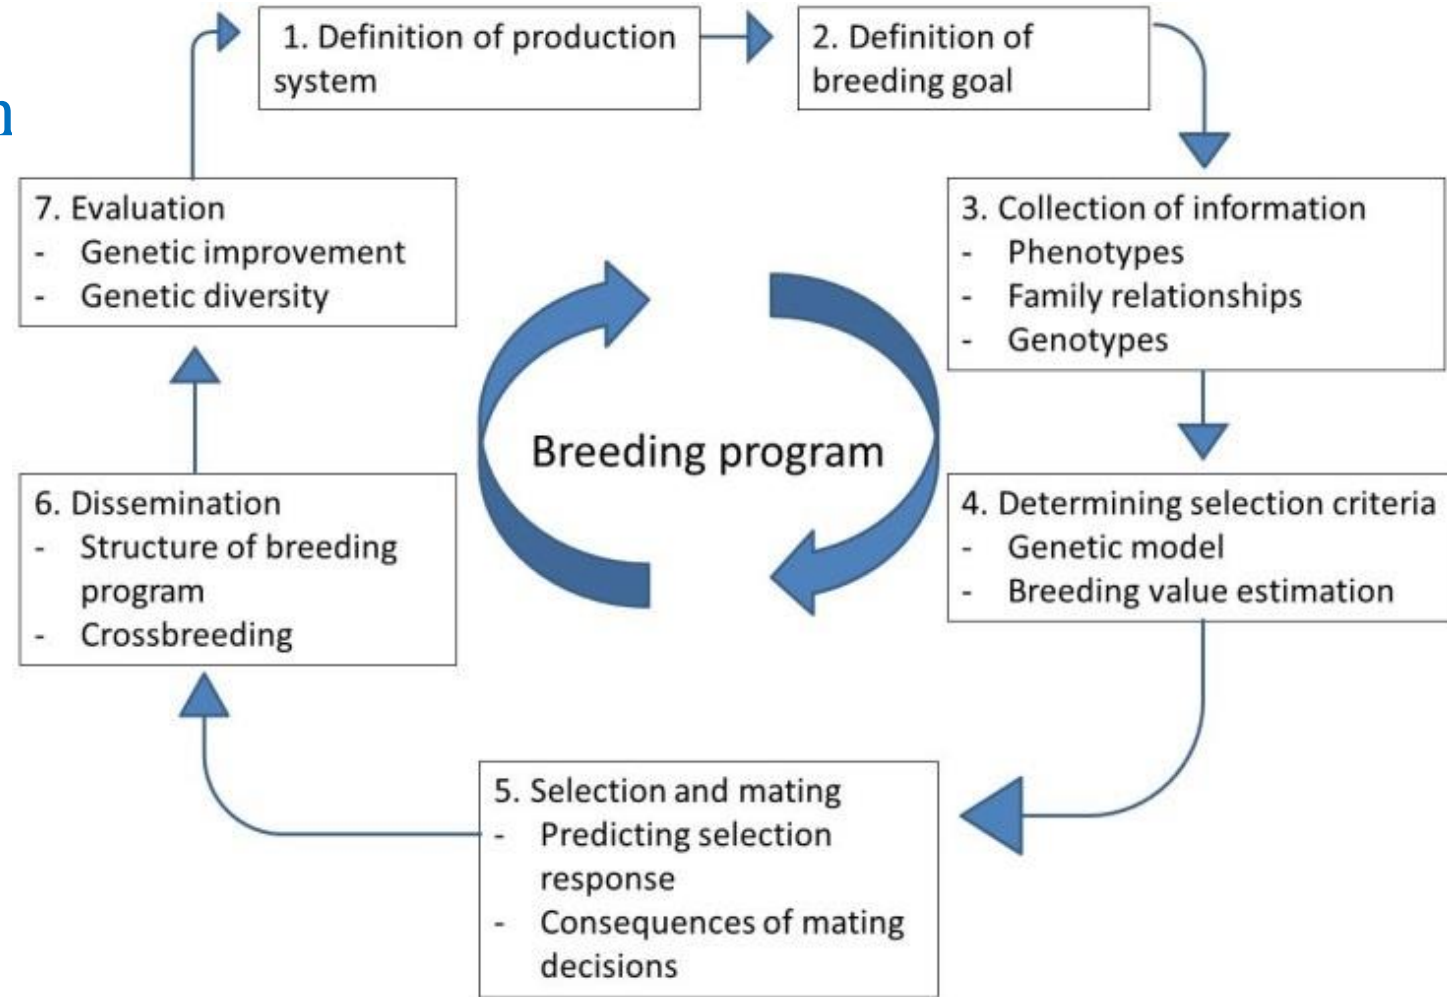 n
1. Definition of production
system
2. Definition of
breeding goal
3. Collection of information
- Phenotypes
- Family relationships
- Genotypes
4. Determining selection criteria
- Genetic model
- Breeding value estimation
5. Selection and mating
- Predicting selection
response
- Consequences of mating
decisions
6. Dissemination
- Structure of breeding
program
- Crossbreeding
7. Evaluation
- Genetic improvement
- Genetic diversity
Breeding program